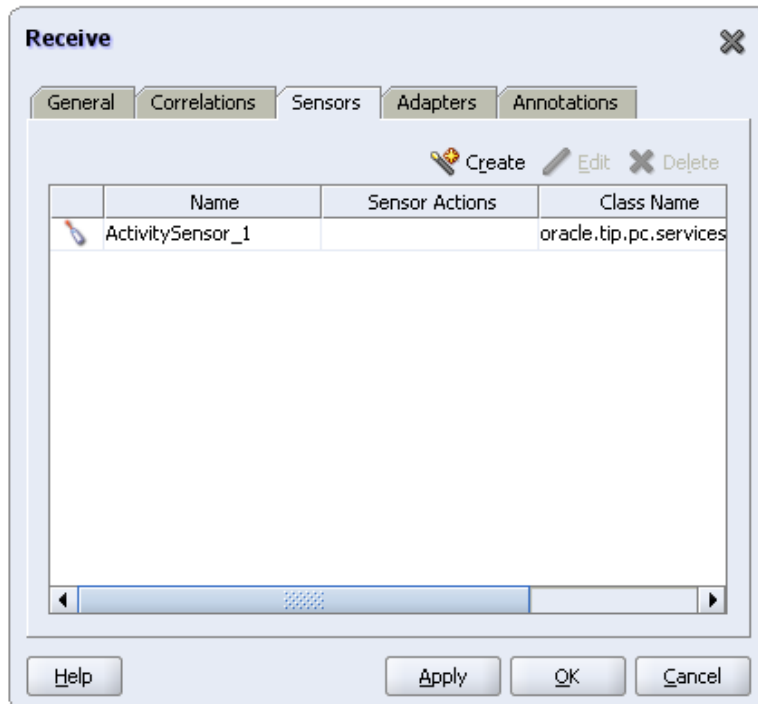 Receive
General Correlations Sensors Adapters Annotations
Create Edit Delete
Name Sensor Actions Class Name
ActivitySensor_1 oracle.tip.pc.services
Help Apply OK Cancel